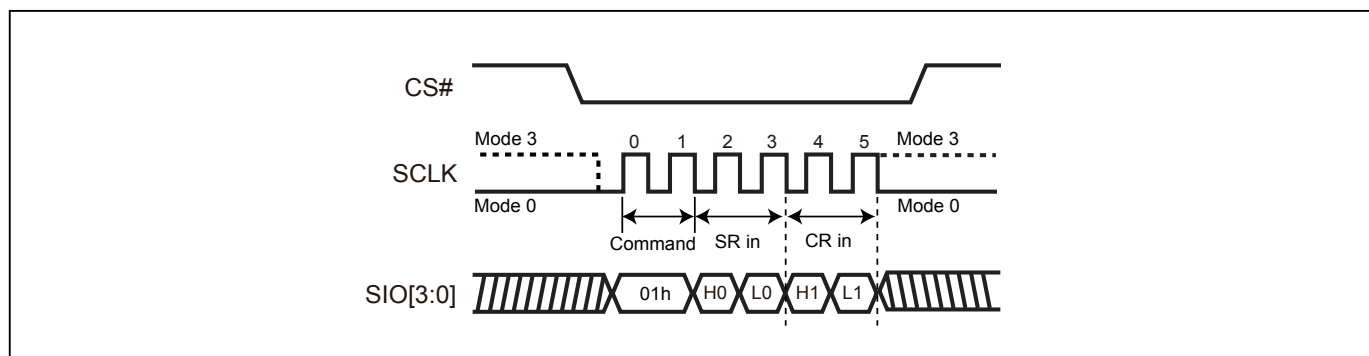 CS#
Mode 3
0 1 2 3 4 5
Mode 3
SCLK
Mode 0
Mode 0
Command
SR in
CR in
SIO[3:0]
01h
H0
L0
H1
L1